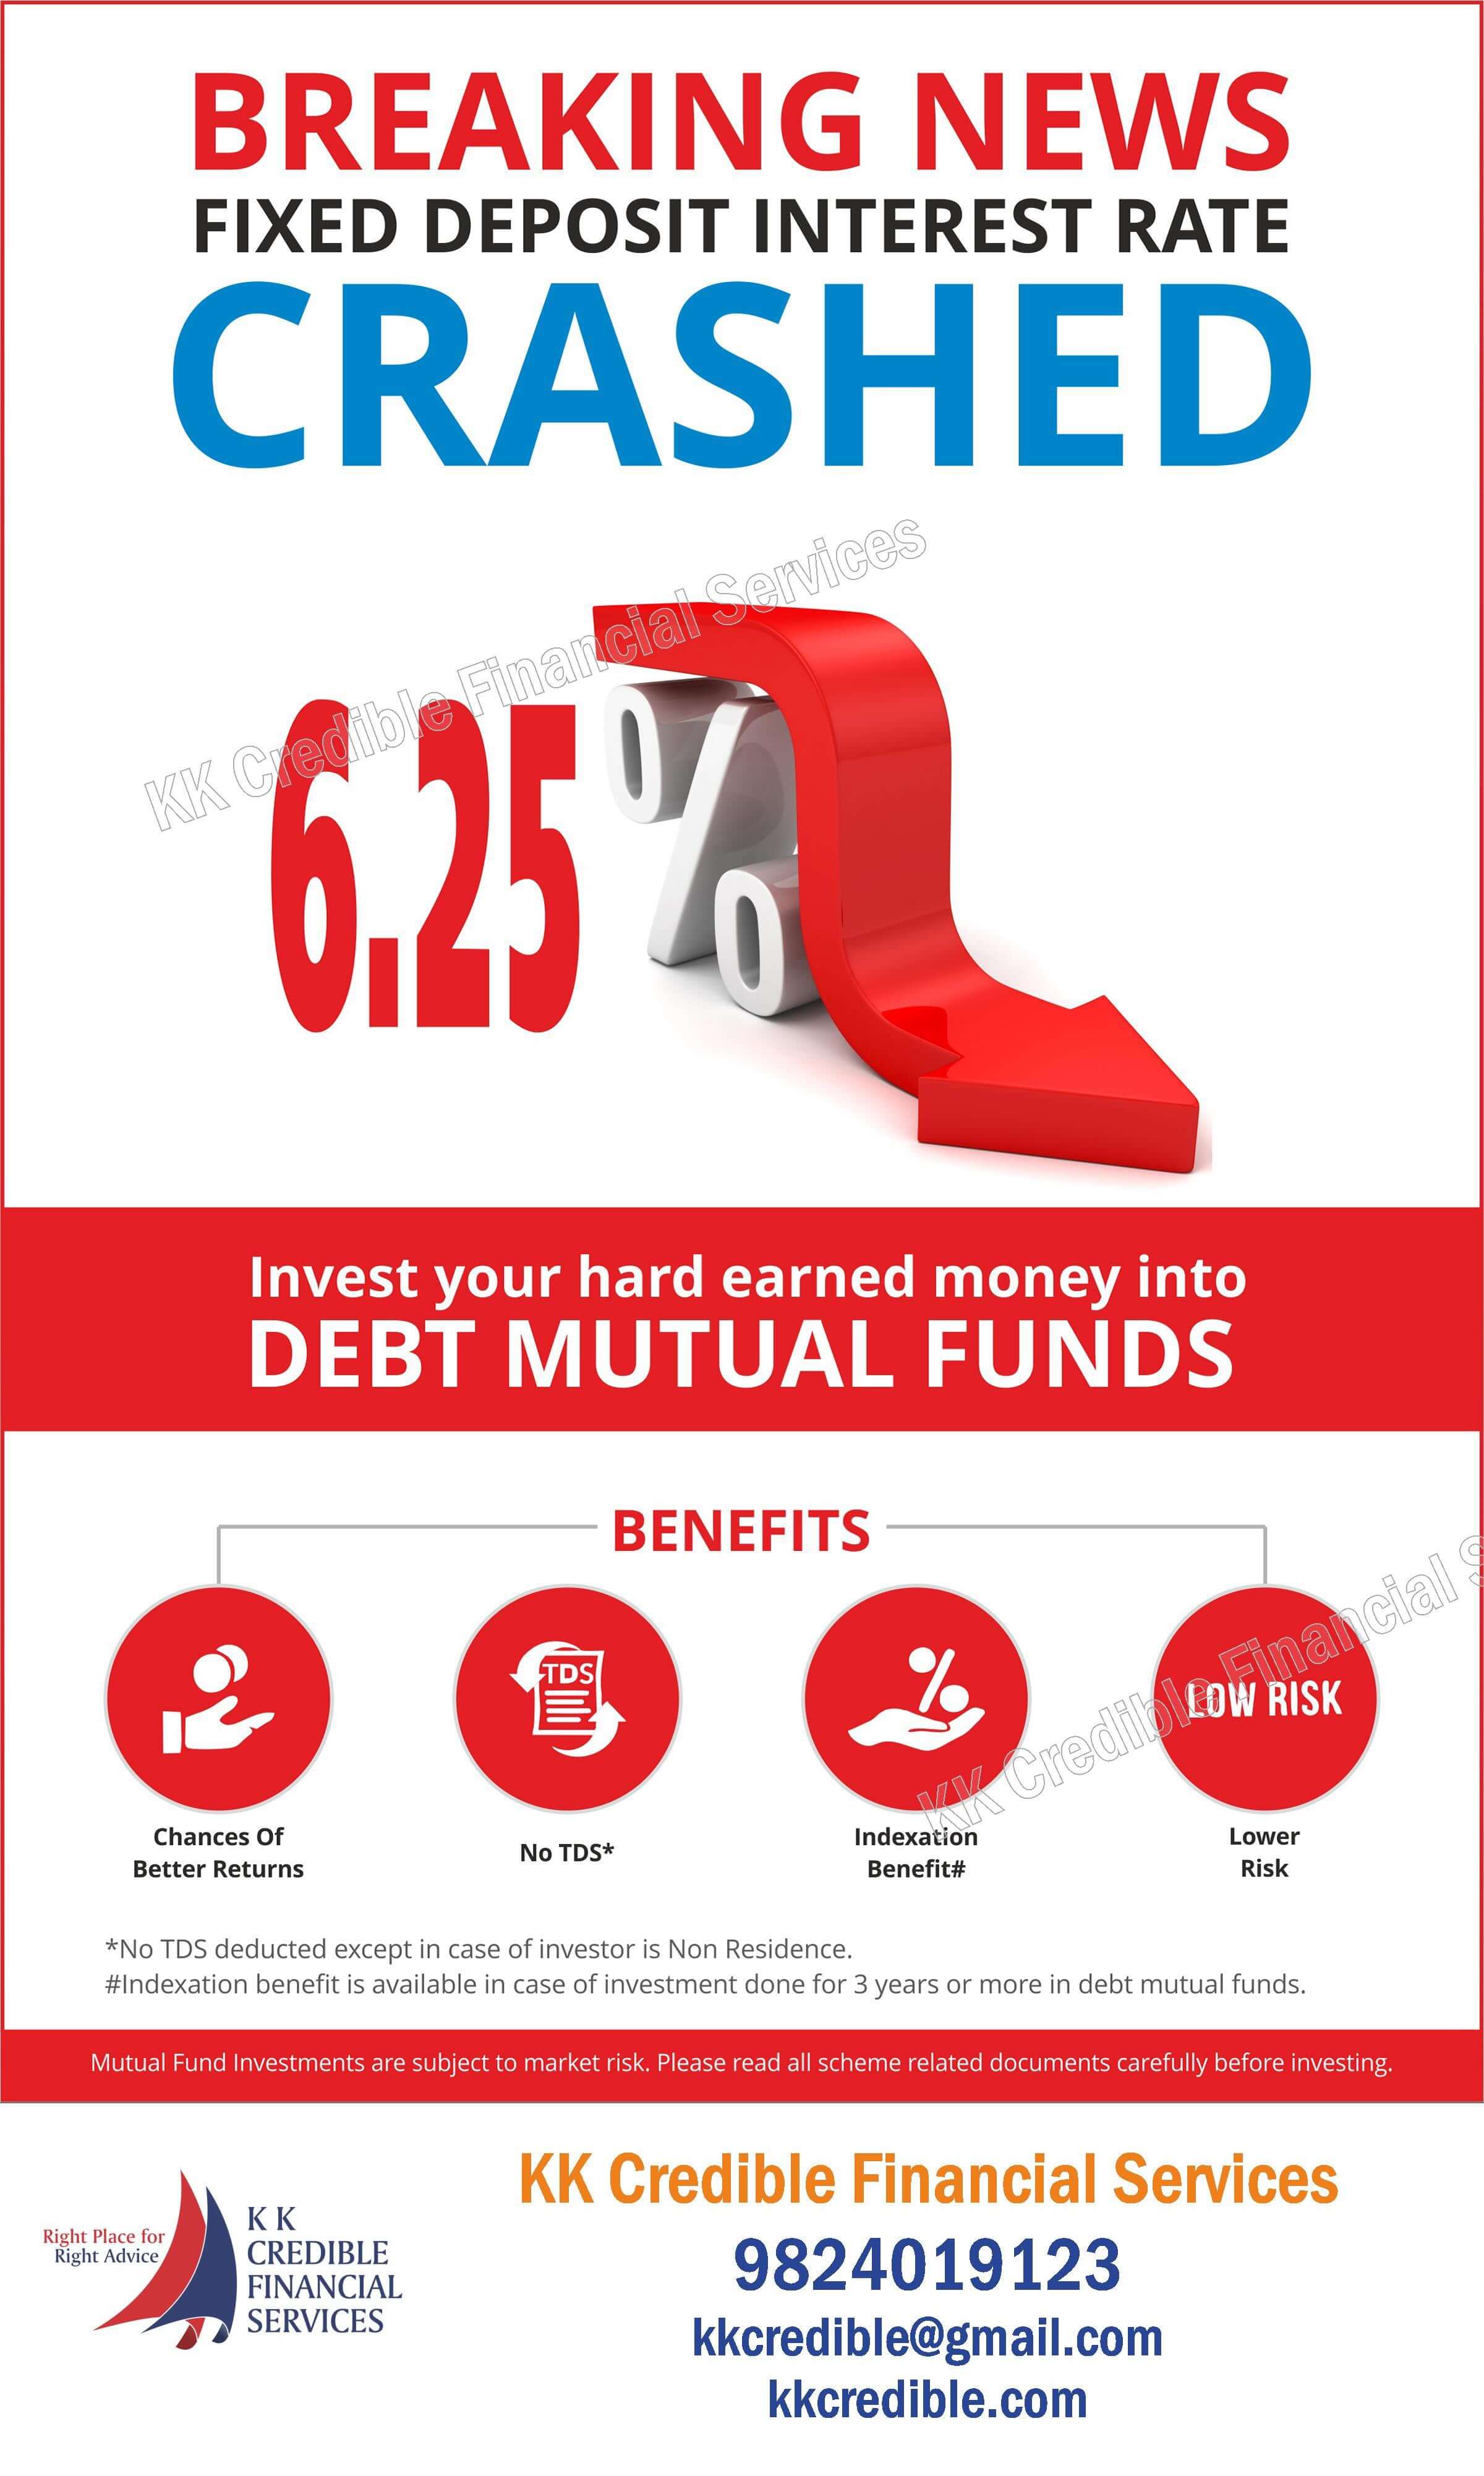 BREAKING NEWS
FIXED DEPOSIT INTEREST RATE
CRASHED
KK Credible Financial Services
6.25%
Invest your hard earned money into
DEBT MUTUAL FUNDS
BENEFITS
TDS
LOW RISK
KK Credible Financial S
Chances Of
Better Returns
No TDS*
Indexation
Benefit#
Lower
Risk
*No TDS deducted except in case of investor is Non Residence.
#Indexation benefit is available in case of investment done for 3 years or more in debt mutual funds.
Mutual Fund Investments are subject to market risk. Please read all scheme related documents carefully before investing.
Right Place for
Right Advice
K K
CREDIBLE
FINANCIAL
SERVICES
KK Credible Financial Services
9824019123
kkcredible@gmail.com
kkcredible.com